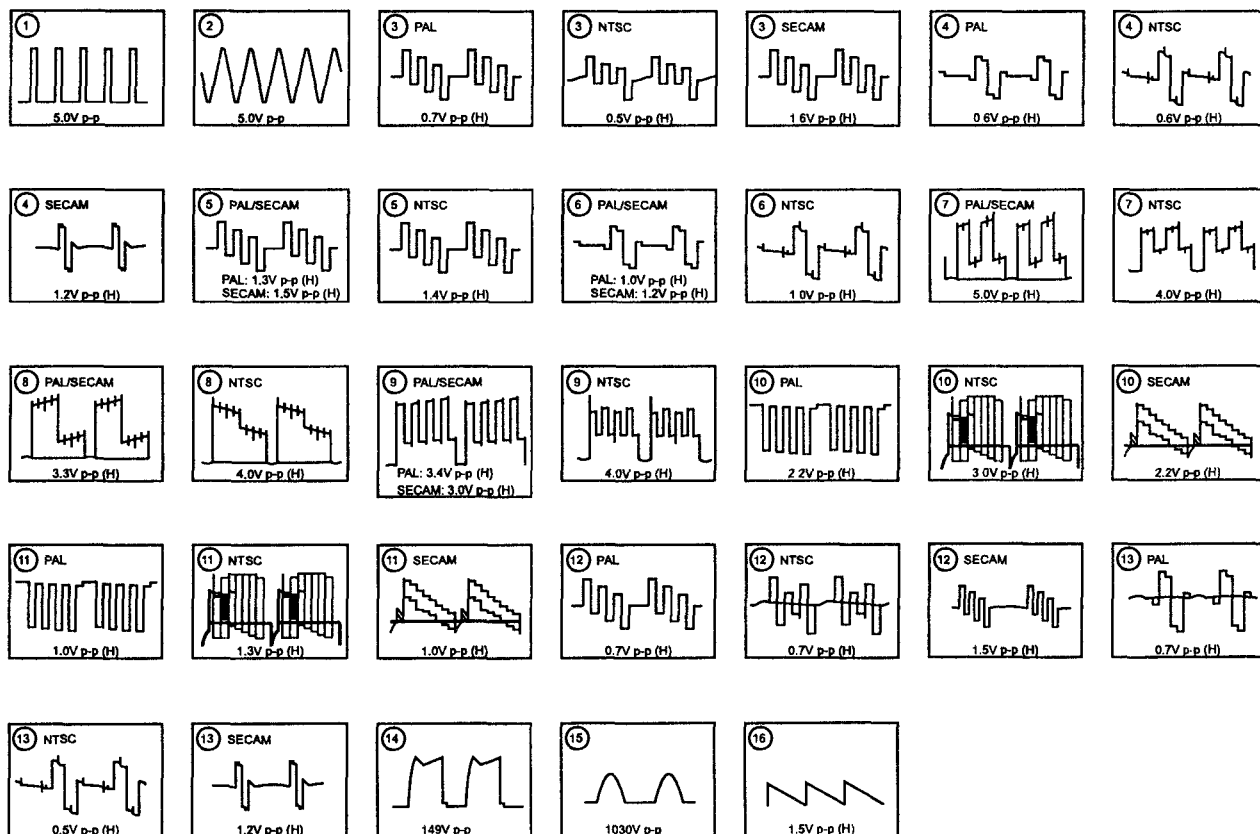 1
5.0V p-p
2
5.0V p-p
3 PAL
0.7V p-p (H)
3 NTSC
0.5V p-p (H)
3 SECAM
1 6V p-p (H)
4 PAL
0 6V p-p (H)
4 NTSC
0.6V p-p (H)
4 SECAM
1.2V p-p (H)
5 PAL/SECAM
PAL: 1.3V p-p (H)
SECAM: 1.5V p-p (H)
5 NTSC
1.4V p-p (H)
6 PAL/SECAM
PAL: 1.0V p-p (H)
SECAM: 1.2V p-p (H)
6 NTSC
1 0V p-p (H)
7 PAL/SECAM
5.0V p-p (H)
7 NTSC
4.0V p-p (H)
8 PAL/SECAM
3.3V p-p (H)
8 NTSC
4.0V p-p (H)
9 PAL/SECAM
PAL: 3.4V p-p (H)
SECAM: 3.0V p-p (H)
9 NTSC
4.0V p-p (H)
10 PAL
2 2V p-p (H)
10 NTSC
3 0V p-p (H)
10 SECAM
2.2V p-p (H)
11 PAL
1.0V p-p (H)
11 NTSC
1.3V p-p (H)
11 SECAM
1.0V p-p (H)
12 PAL
0.7V p-p (H)
12 NTSC
0.7V p-p (H)
12 SECAM
1.5V p-p (H)
13 PAL
0.7V p-p (H)
13 NTSC
0.5V p-p (H)
13 SECAM
1.2V p-p (H)
14
149V p-p
15
1030V p-p
16
1.5V p-p (H)